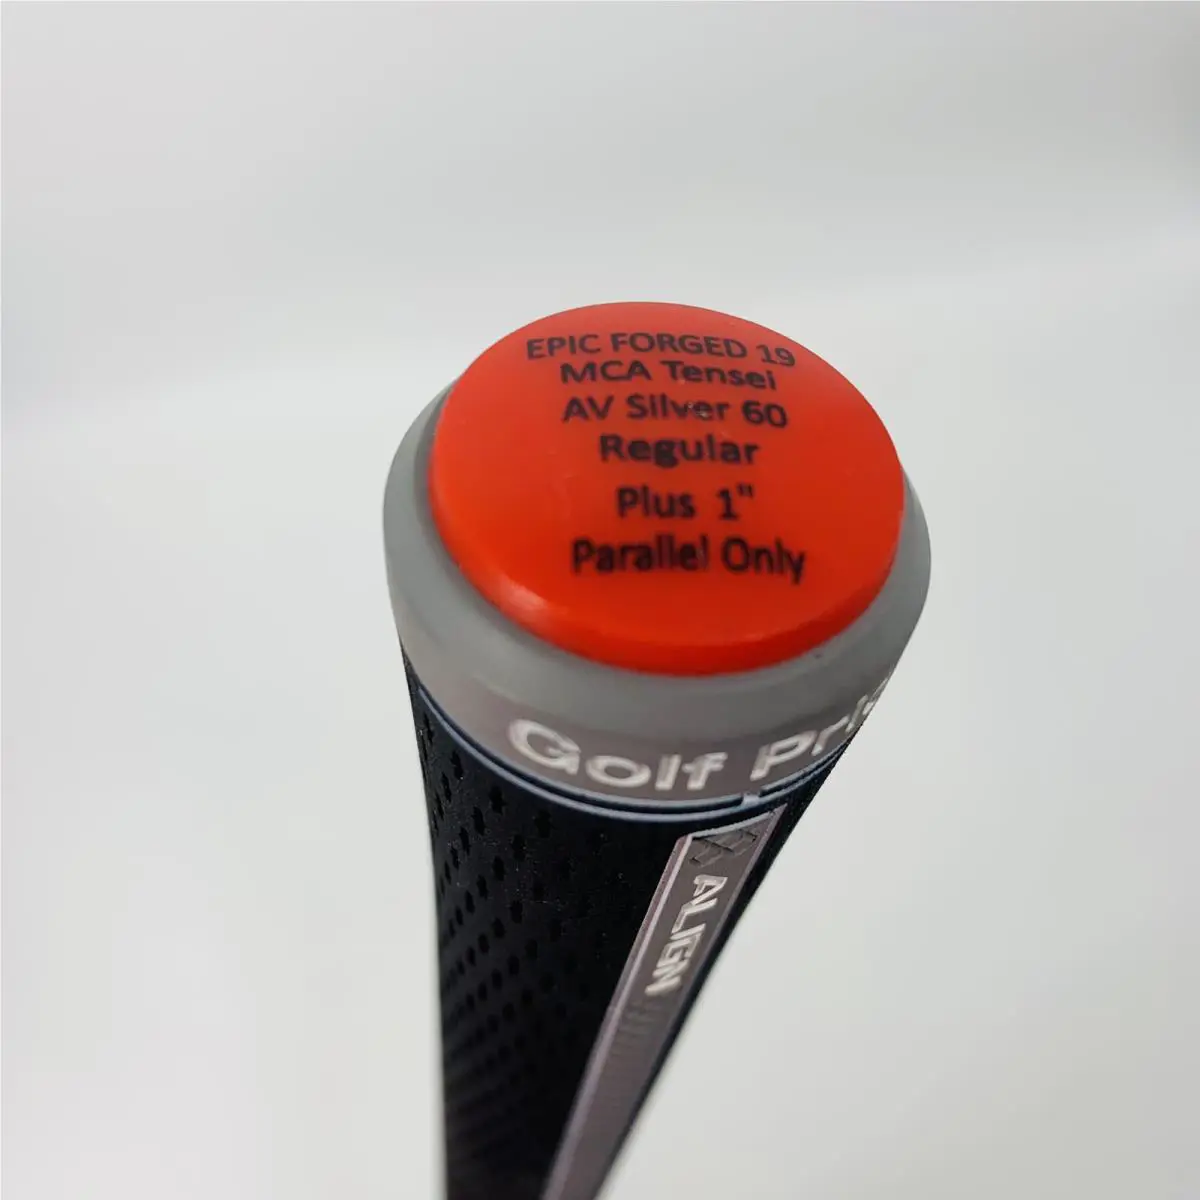 EPIC FORGED 19
MCA Tensei
AV Silver 60
Regular
Plus 1"
Parallel Only
Golf Pri
ALIGN